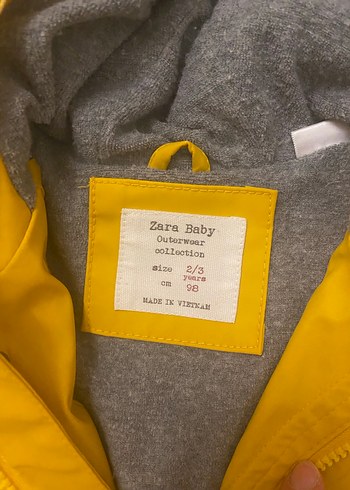 Zara Baby
Outerwear
collection
size 2/3
years
cm 98
MADE IN VIETNAM